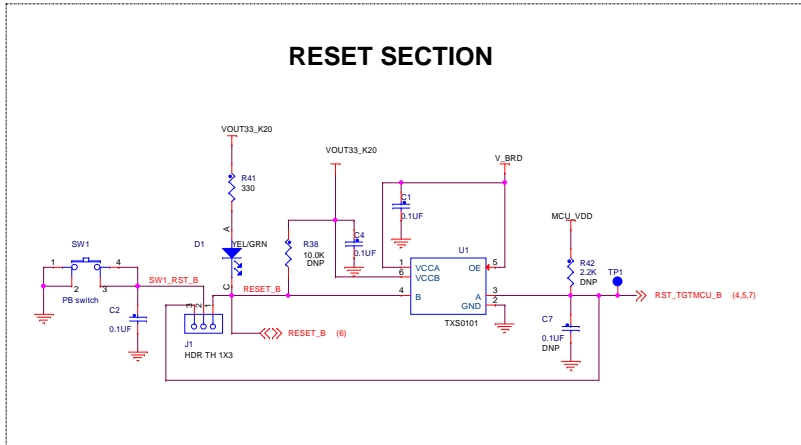 RESET SECTION
VOUT33_K20
VOUT33_K20
V_BRD
MCU_VDD
R41
330
C1
0.1UF
A
D1
YEL/GRN
C
R38
10.0K
DNP
C4
0.1UF
U1
VCCA
VCCB
OE
B
A
GND
1
6
5
4
3
2
TXS0101
R42
2.2K
DNP
TP1
SW1
1
4
2
3
PB switch
SW1_RST_B
RESET_B
RST_TGTMCU_B (4,5,7)
C2
0.1UF
3
2
1
J1
HDR TH 1X3
RESET_B (6)
C7
0.1UF
DNP